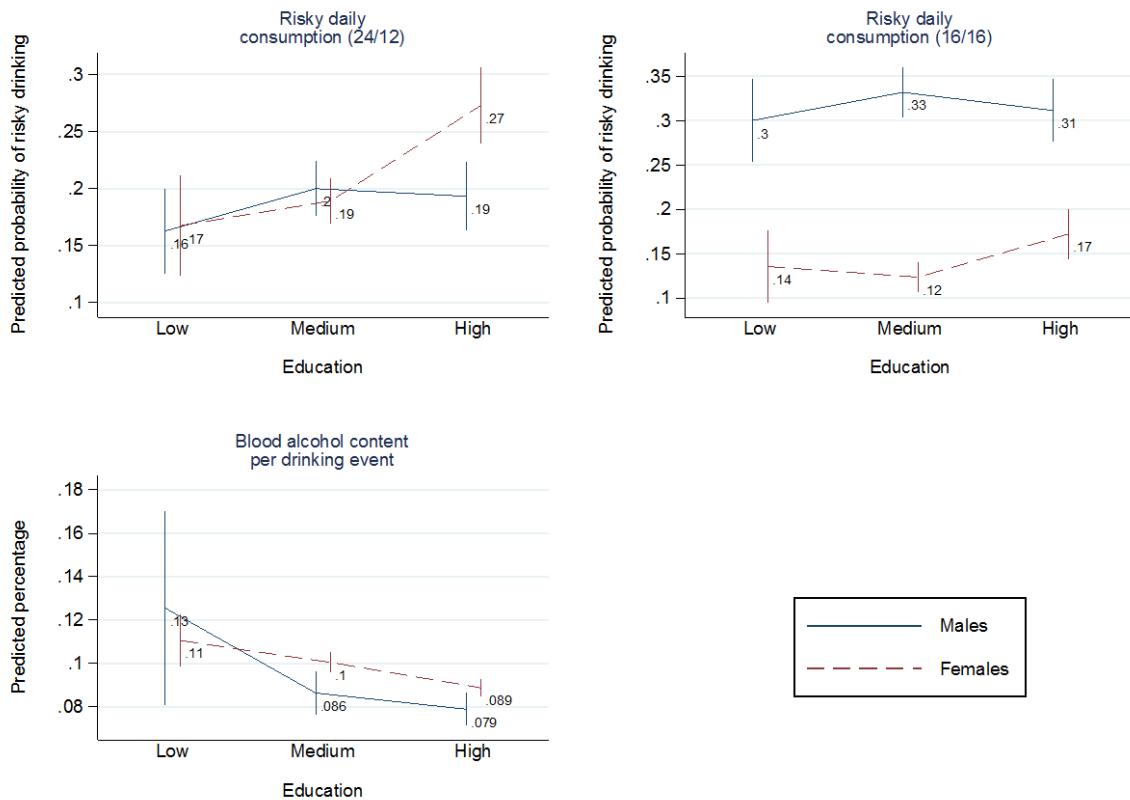 Risky daily
consumption (24/12)
Predicted probability of risky drinking
.3
.25
.2
.15
.1
.16
.17
.2
.19
.27
.19
Low Medium High
Education
Risky daily
consumption (16/16)
Predicted probability of risky drinking
.35
.3
.25
.2
.15
.1
.3
.33
.31
.14
.12
.17
Low Medium High
Education
Blood alcohol content
per drinking event
Predicted percentage
.18
.16
.14
.12
.1
.08
.13
.11
.086
.1
.089
.079
Low Medium High
Education
Males
Females